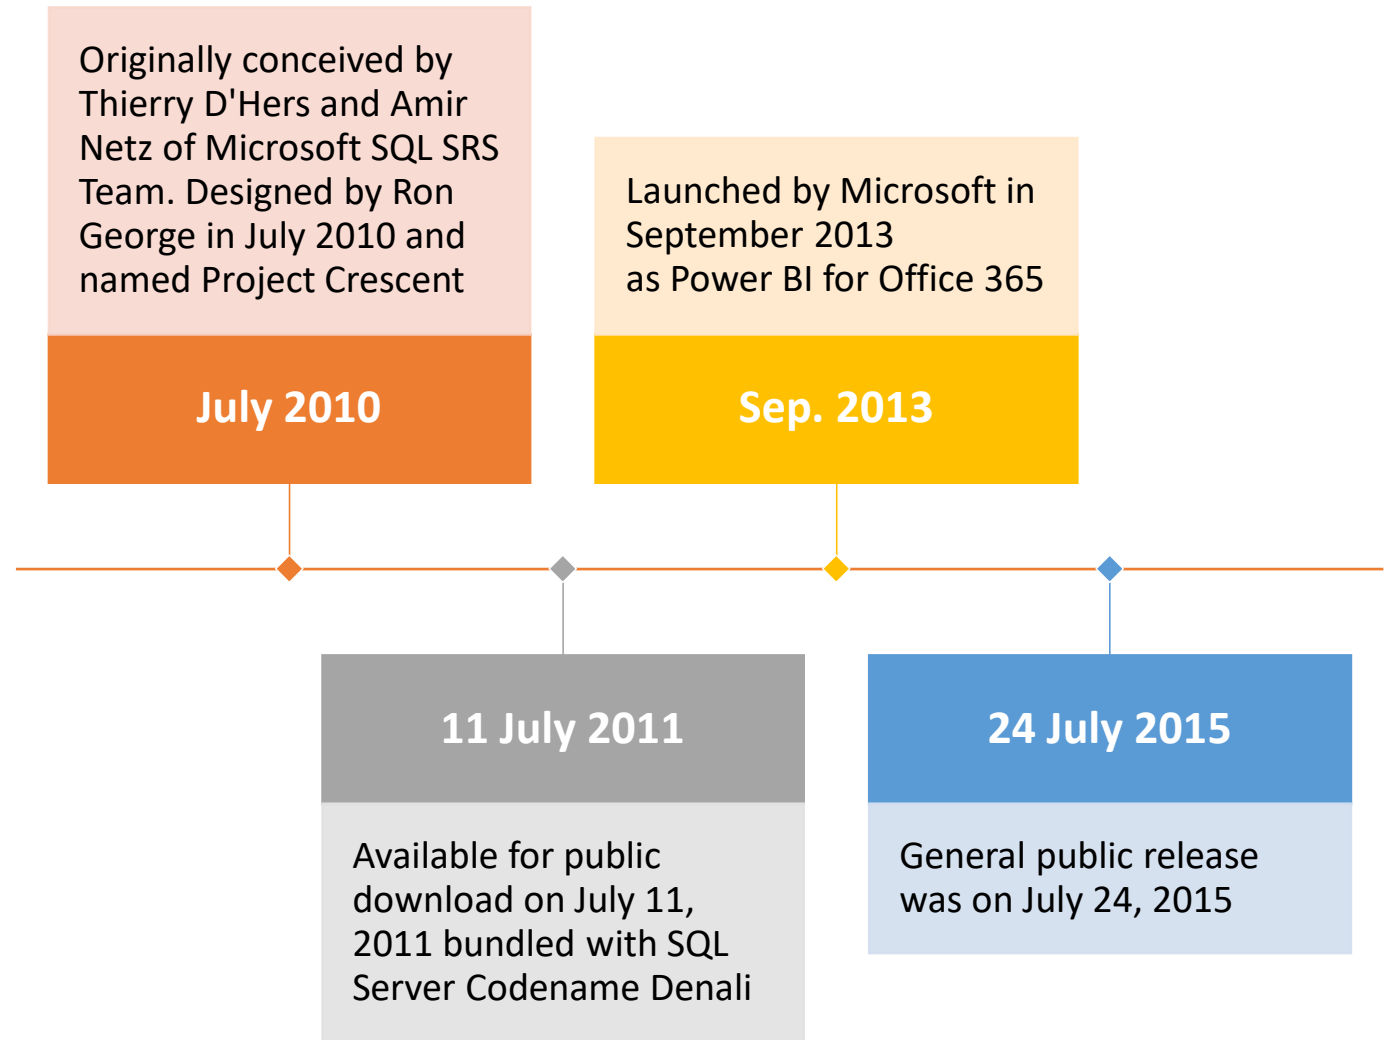 Originally conceived by
Thierry D'Hers and Amir
Netz of Microsoft SQL SRS
Team. Designed by Ron
George in July 2010 and
named Project Crescent
July 2010
Launched by Microsoft in
September 2013
as Power BI for Office 365
Sep. 2013
11 July 2011
Available for public
download on July 11,
2011 bundled with SQL
Server Codename Denali
24 July 2015
General public release
was on July 24, 2015